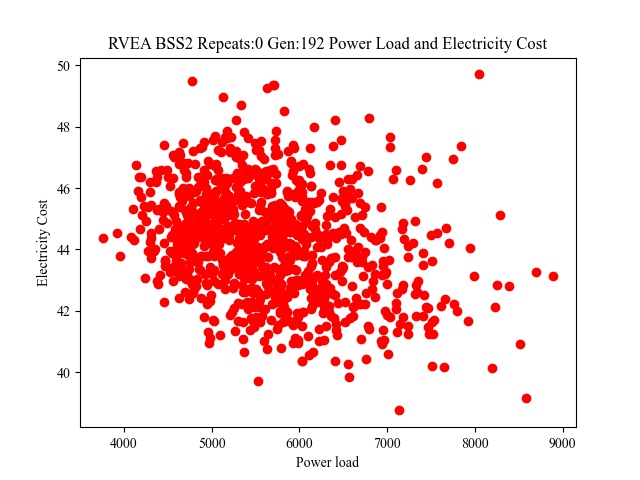 RVEA BSS2 Repeats:0 Gen:192 Power Load and Electricity Cost
50
48
46
44
42
40
Electricity Cost
4000 5000 6000 7000 8000 9000
Power load